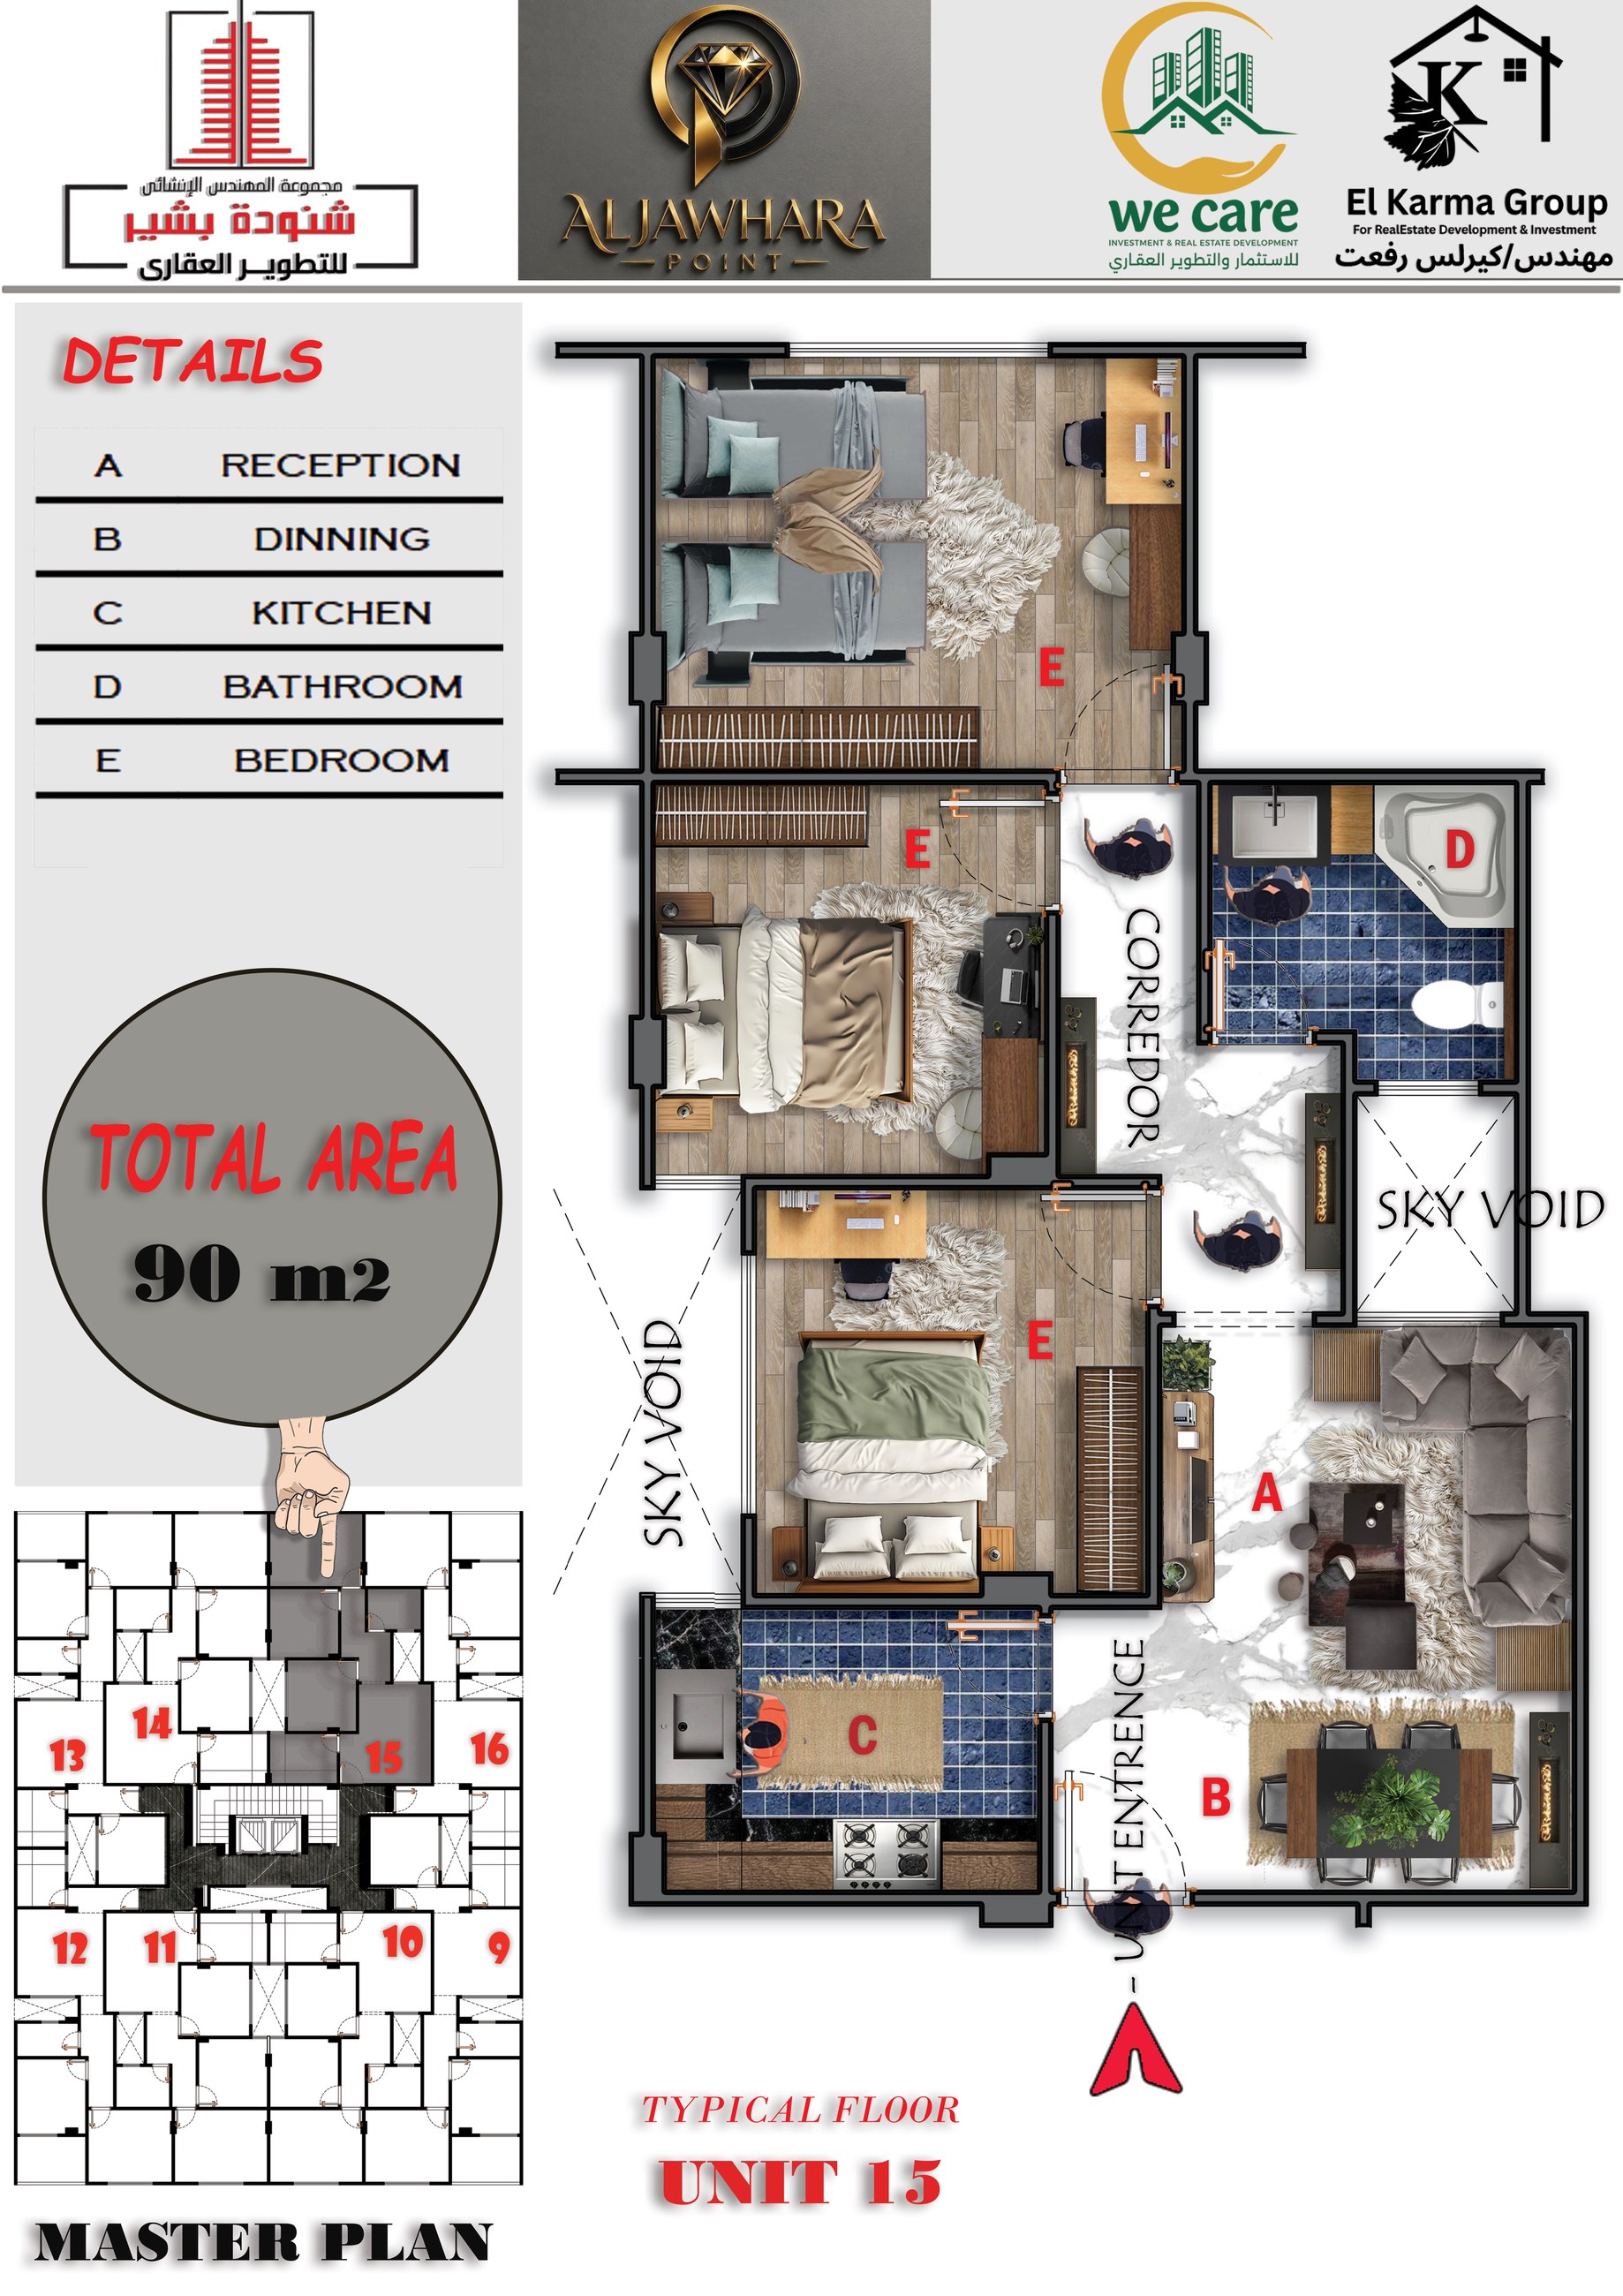 مجموعة المهندس الإنشائى
شنودة بشير
للتطوير العقارى
ALJAWHARA
POINT
we care
INVESTMENT & REAL ESTATE DEVELOPMENT
للاستثمار والتطوير العقاري
K
El Karma Group
For RealEstate Development & Investment
مهندس/كيرلس رفعت
DETAILS
A RECEPTION
B DINNING
C KITCHEN
D BATHROOM
E BEDROOM
TOTAL AREA
90 m2
E
E
D
CORREDOR
SKY VOID
E
SKY VOID
A
C
B
UNIT ENTRENCE
14
13
15
16
12
11
10
9
MASTER PLAN
TYPICAL FLOOR
UNIT 15